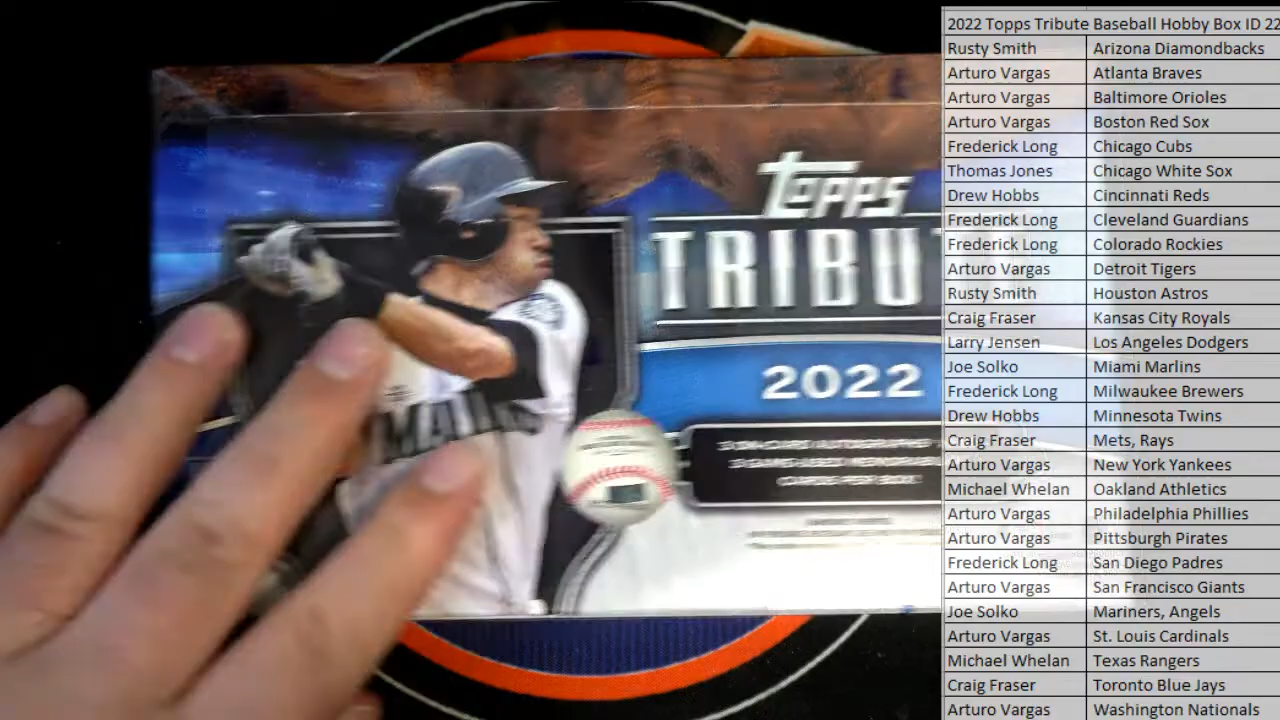 TOPPS
TRIBU
2022
2022 Topps Tribute Baseball Hobby Box ID 22
Rusty Smith Arizona Diamondbacks
Arturo Vargas Atlanta Braves
Arturo Vargas Baltimore Orioles
Arturo Vargas Boston Red Sox
Frederick Long Chicago Cubs
Thomas Jones Chicago White Sox
Drew Hobbs Cincinnati Reds
Frederick Long Cleveland Guardians
Frederick Long Colorado Rockies
Arturo Vargas Detroit Tigers
Rusty Smith Houston Astros
Craig Fraser Kansas City Royals
Larry Jensen Los Angeles Dodgers
Joe Solko Miami Marlins
Frederick Long Milwaukee Brewers
Drew Hobbs Minnesota Twins
Craig Fraser Mets, Rays
Arturo Vargas New York Yankees
Michael Whelan Oakland Athletics
Arturo Vargas Philadelphia Phillies
Arturo Vargas Pittsburgh Pirates
Frederick Long San Diego Padres
Arturo Vargas San Francisco Giants
Joe Solko Mariners, Angels
Arturo Vargas St. Louis Cardinals
Michael Whelan Texas Rangers
Craig Fraser Toronto Blue Jays
Arturo Vargas Washington Nationals